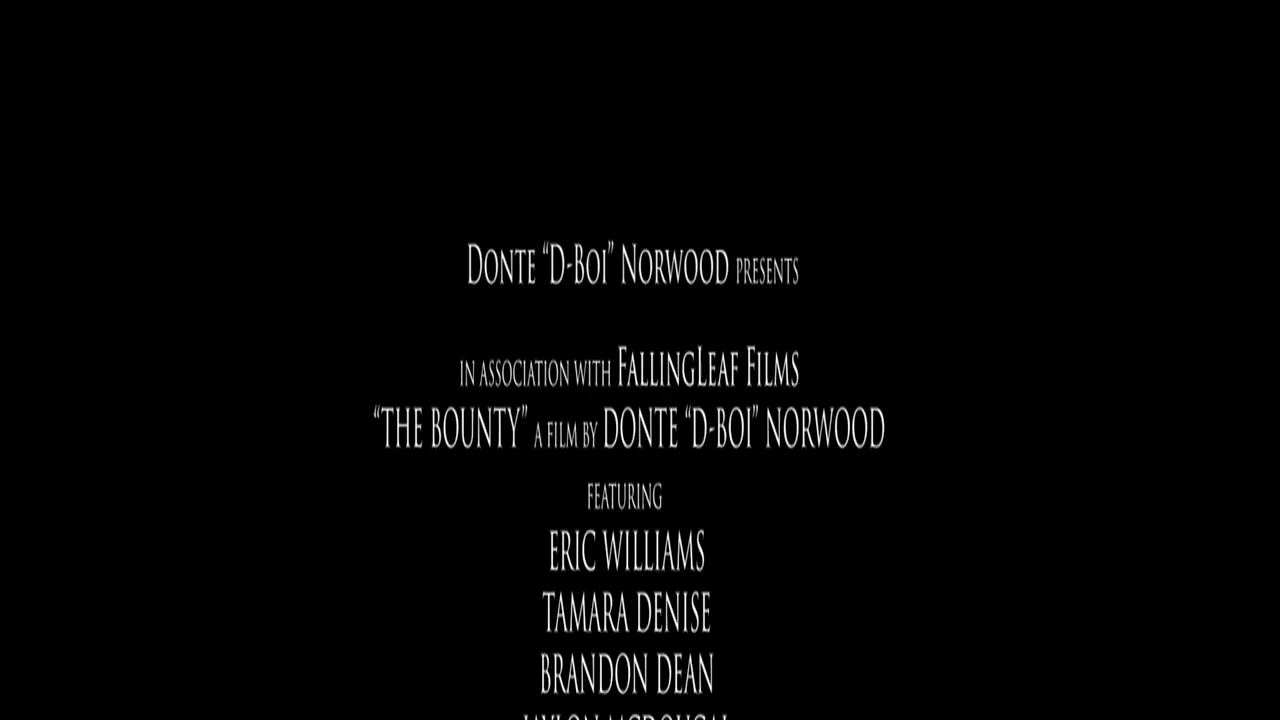 Donte “D-Boi” Norwood presents
in association with FallingLeaf Films
“THE BOUNTY” a film by DONTE “D-BOI” NORWOOD
featuring
ERIC WILLIAMS
TAMARA DENISE
BRANDON DEAN